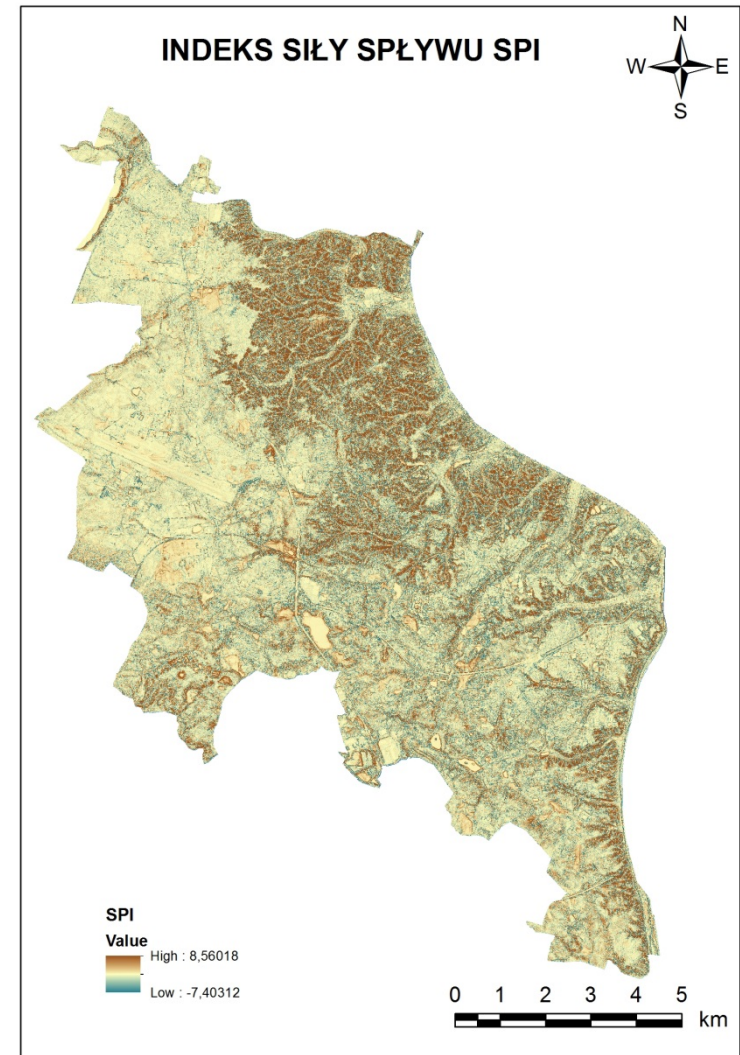 INDEKS SIŁY SPŁYWU SPI
N
W E
S
SPI
Value
High : 8,56018
Low : -7,40312
0 1 2 3 4 5
km